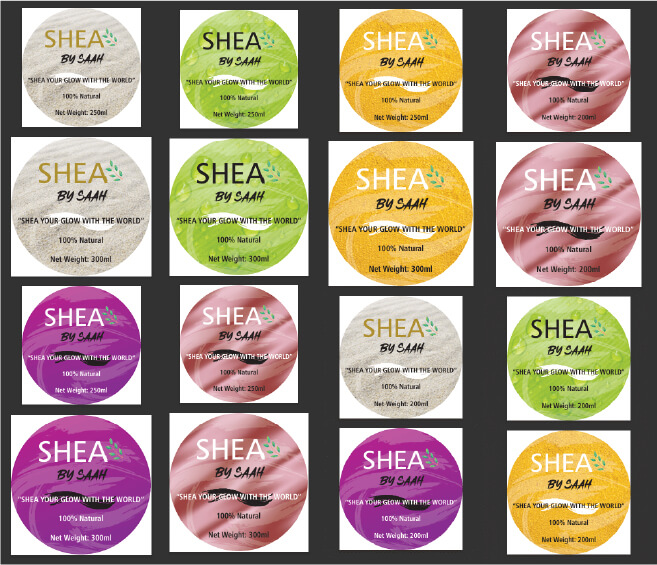 SHEA
BY SAAH
"SHEA YOUR GLOW WITH THE WORLD"
100% Natural
Net Weight: 250ml
SHEA
BY SAAH
"SHEA YOUR GLOW WITH THE WORLD"
100% Natural
Net Weight: 250ml
SHEA
BY SAAH
"SHEA YOUR GLOW WITH THE WORLD"
100% Natural
Net Weight: 250ml
SHEA
BY SAAH
"SHEA YOUR GLOW WITH THE WORLD"
100% Natural
Net Weight: 200ml
SHEA
BY SAAH
"SHEA YOUR GLOW WITH THE WORLD"
100% Natural
Net Weight: 300ml
SHEA
BY SAAH
"SHEA YOUR GLOW WITH THE WORLD"
100% Natural
Net Weight: 300ml
SHEA
BY SAAH
"SHEA YOUR GLOW WITH THE WORLD"
100% Natural
Net Weight: 300ml
SHEA
BY SAAH
"SHEA YOUR GLOW WITH THE WORLD"
100% Natural
Net Weight: 200ml
SHEA
BY SAAH
"SHEA YOUR GLOW WITH THE WORLD"
100% Natural
Net Weight: 250ml
SHEA
BY SAAH
"SHEA YOUR GLOW WITH THE WORLD"
100% Natural
Net Weight: 250ml
SHEA
BY SAAH
"SHEA YOUR GLOW WITH THE WORLD"
100% Natural
Net Weight: 200ml
SHEA
BY SAAH
"SHEA YOUR GLOW WITH THE WORLD"
100% Natural
Net Weight: 200ml
SHEA
BY SAAH
"SHEA YOUR GLOW WITH THE WORLD"
100% Natural
Net Weight: 300ml
SHEA
BY SAAH
"SHEA YOUR GLOW WITH THE WORLD"
100% Natural
Net Weight: 300ml
SHEA
BY SAAH
"SHEA YOUR GLOW WITH THE WORLD"
100% Natural
Net Weight: 200ml
SHEA
BY SAAH
"SHEA YOUR GLOW WITH THE WORLD"
100% Natural
Net Weight: 200ml